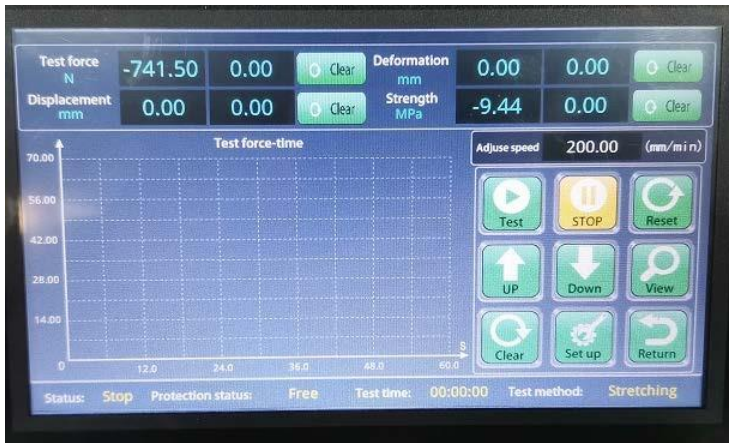 Test force N -741.50 0.00 0 Clear Deformation mm 0.00 0.00 0 Clear
Displacement mm 0.00 0.00 0 Clear Strength MPa -9.44 0.00 0 Clear
Test force-time
Adjuse speed 200.00 (mm/min)
70.00
56.00
42.00
28.00
14.00
0 12.0 24.0 36.0 48.0 60.0 S
Test STOP Reset
UP Down View
Clear Set up Return
Status: Stop Protection status: Free Test time: 00:00:00 Test method: Stretching